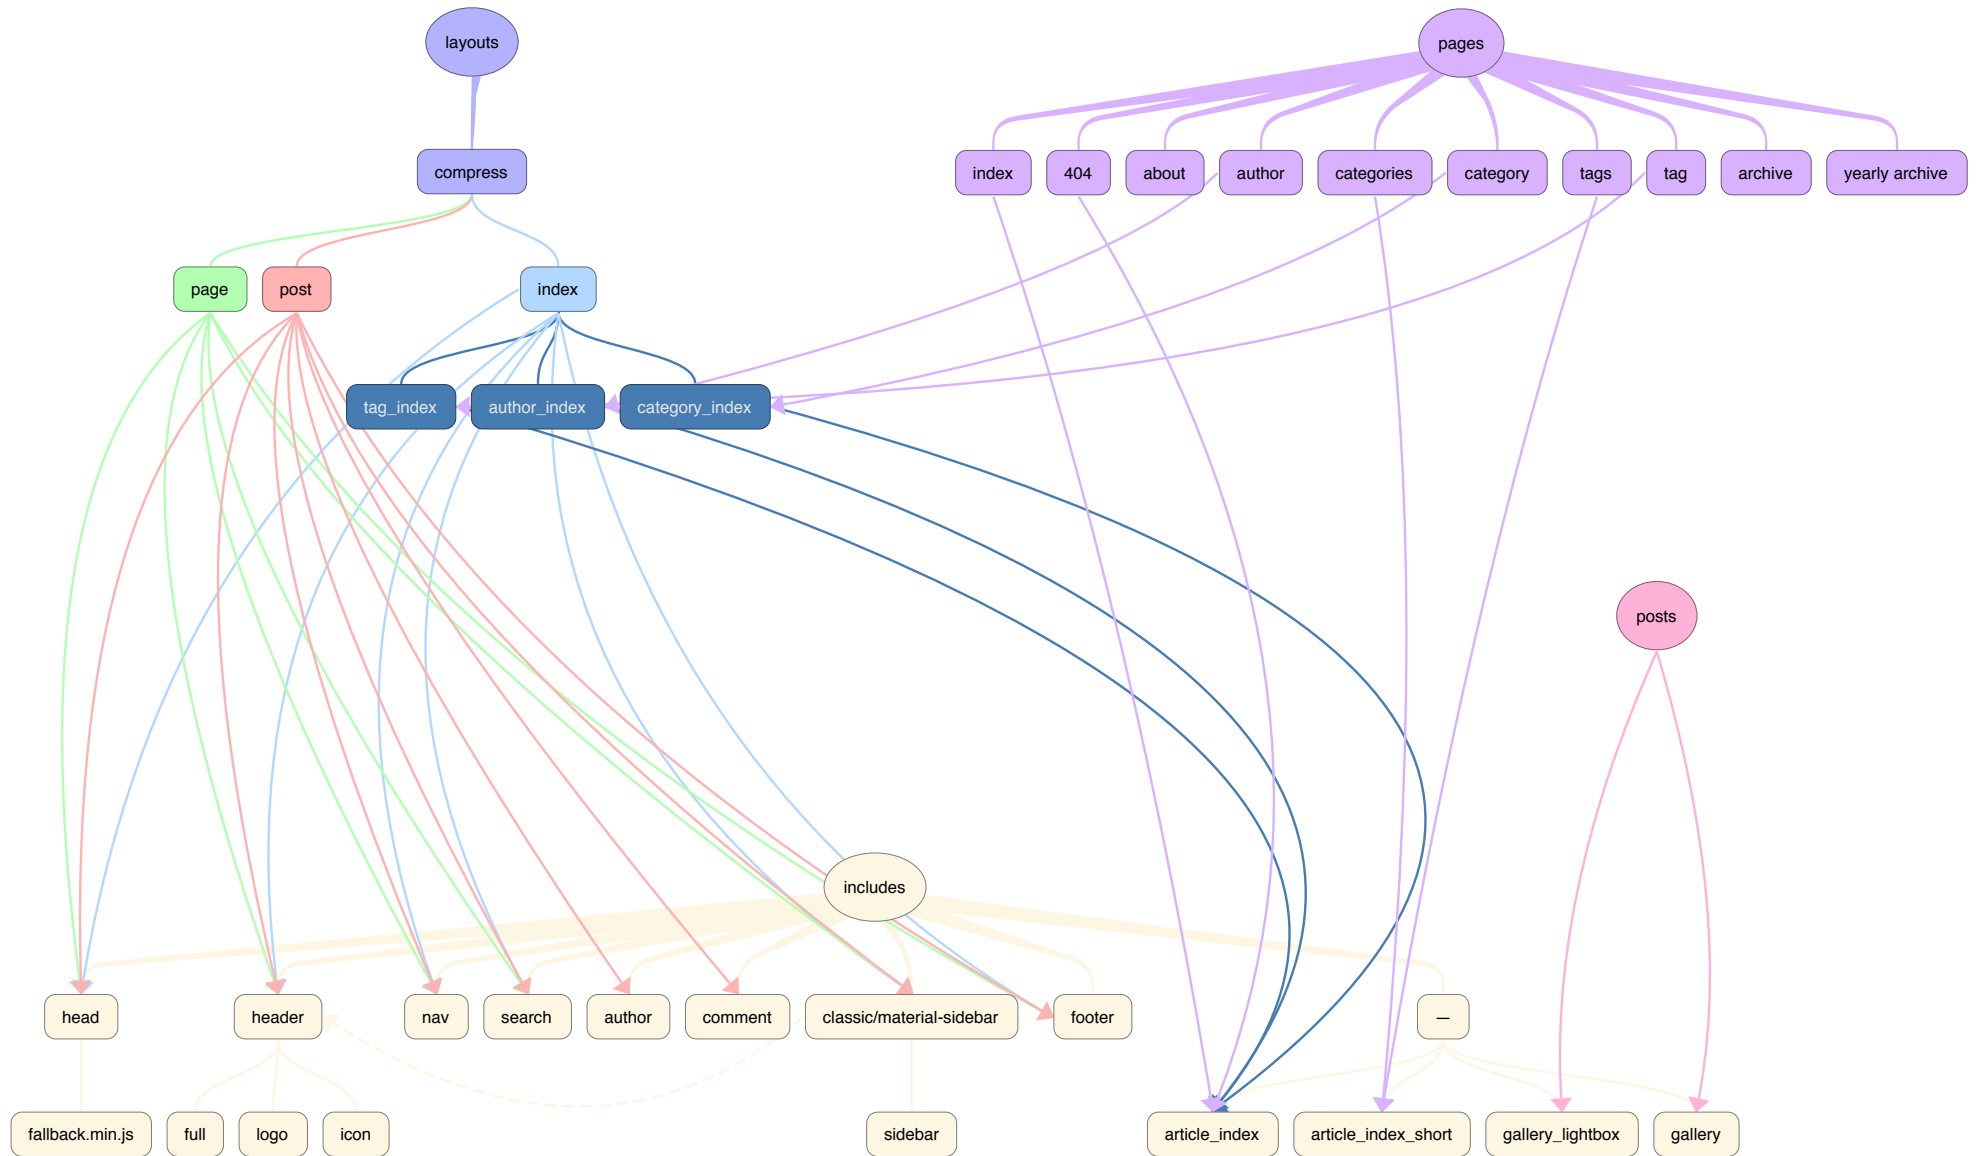 layouts
pages
compress
index
404
about
author
categories
category
tags
tag
archive
yearly archive
page
post
index
tag_index
author_index
category_index
posts
includes
head
header
nav
search
author
comment
classic/material-sidebar
footer
—
fallback.min.js
full
logo
icon
sidebar
article_index
article_index_short
gallery_lightbox
gallery